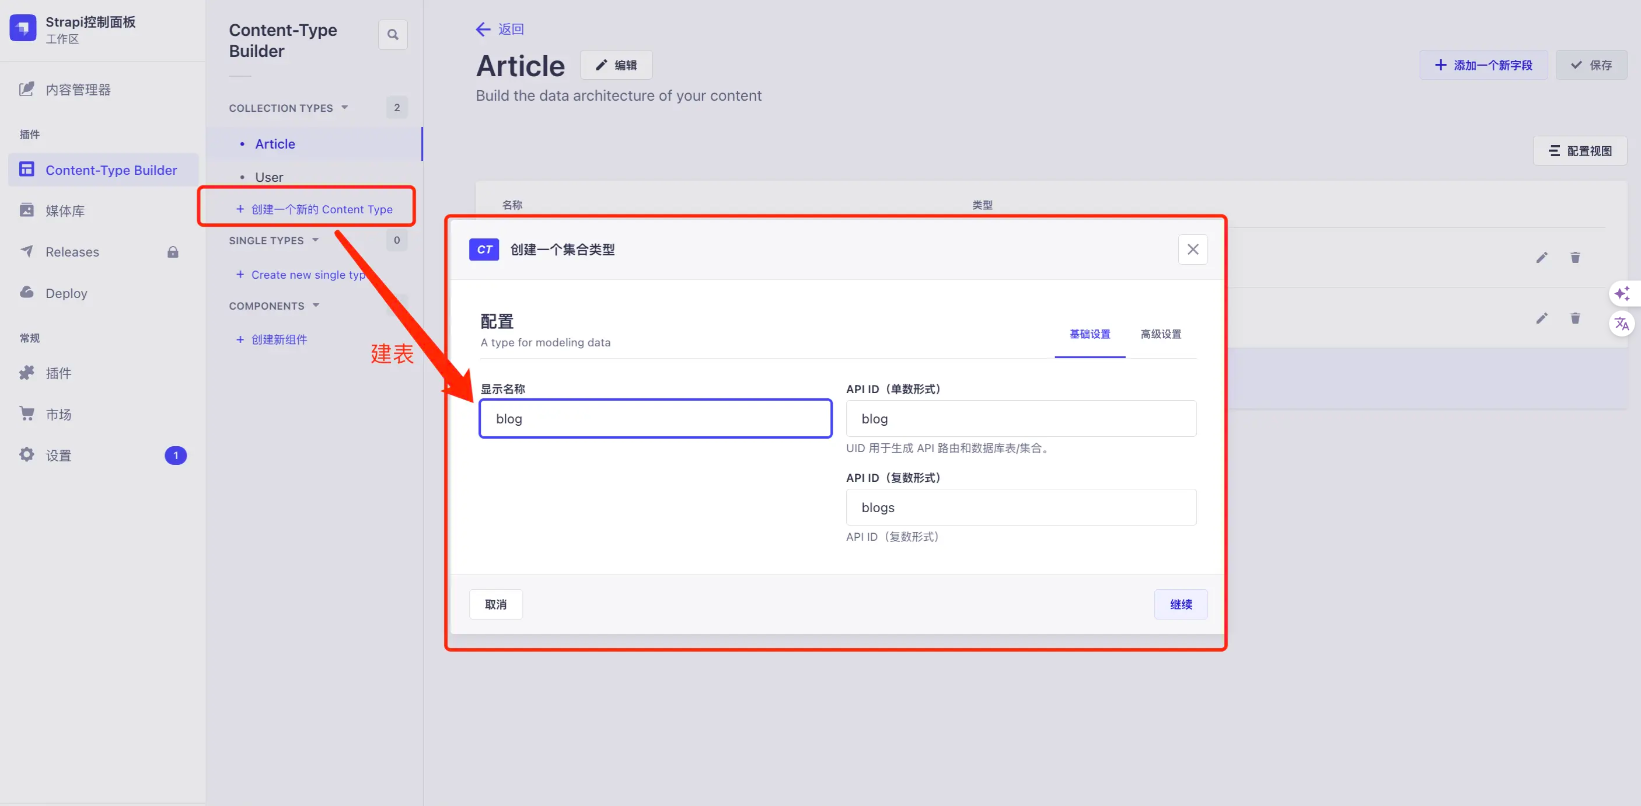 Strapi控制面板
工作区
内容管理器
插件
Content-Type Builder
媒体库
Releases
Deploy
常规
插件
市场
设置
1
Content-Type
Builder
COLLECTION TYPES
2
Article
User
创建一个新的 Content Type
SINGLE TYPES
0
Create new single typ
COMPONENTS
创建新组件
建表
返回
Article
编辑
Build the data architecture of your content
添加一个新字段
保存
配置视图
名称
类型
CT
创建一个集合类型
配置
A type for modeling data
基础设置
高级设置
显示名称
blog
API ID（单数形式）
blog
UID 用于生成 API 路由和数据库表/集合。
API ID（复数形式）
blogs
API ID（复数形式）
取消
继续